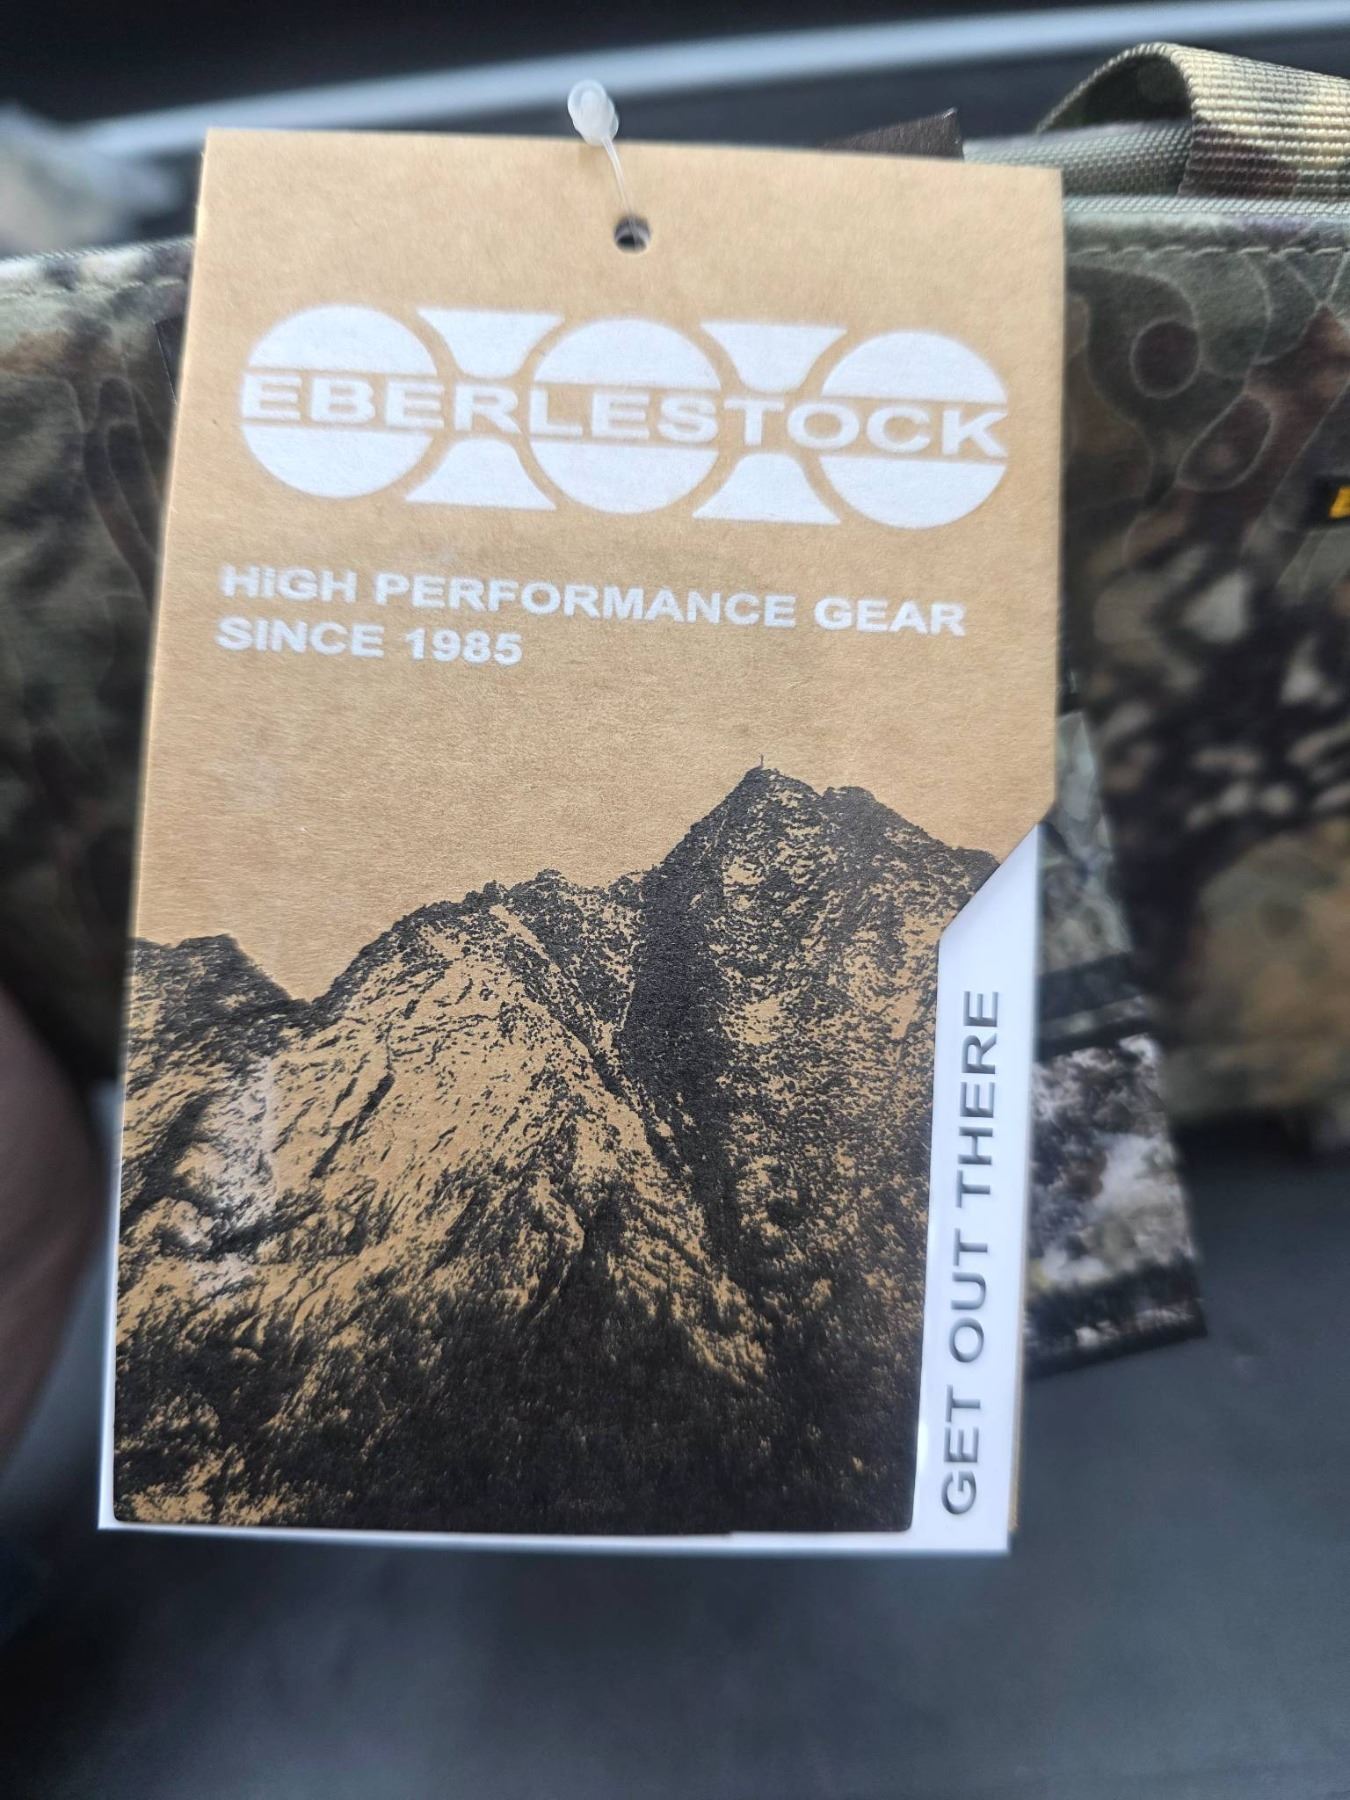 EBERLESTOCK
HIGH PERFORMANCE GEAR
SINCE 1985
GET OUT THERE